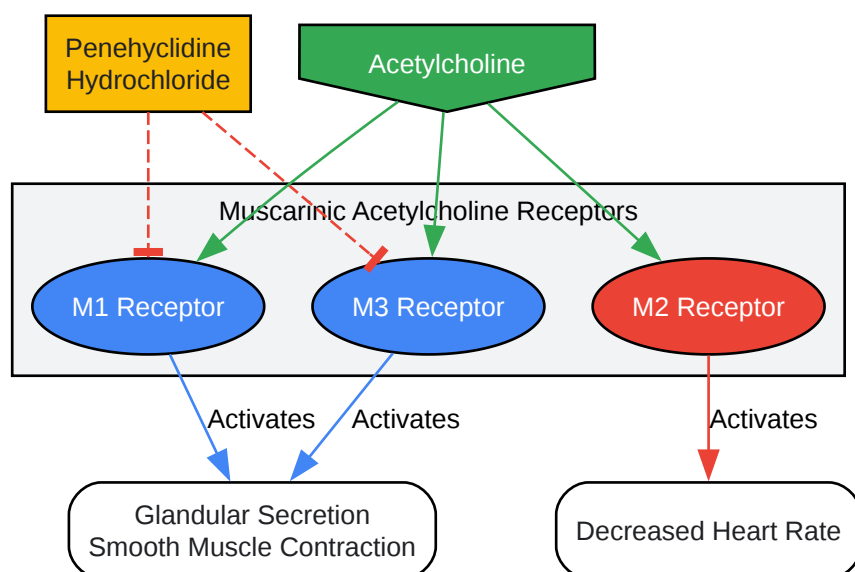 Penehyclidine
Hydrochloride
Acetylcholine
Muscarinic Acetylcholine Receptors
M1 Receptor
M3 Receptor
M2 Receptor
Activates
Activates
Activates
Glandular Secretion
Smooth Muscle Contraction
Decreased Heart Rate